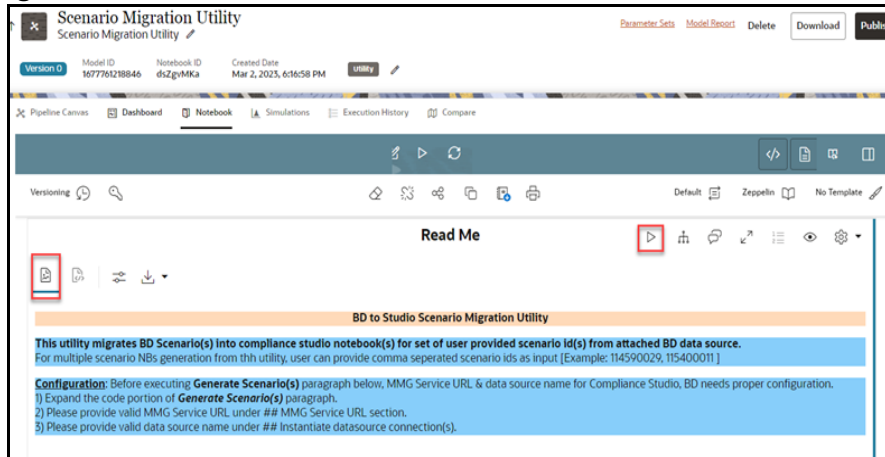 Scenario Migration Utility
Scenario Migration Utility
Parameter Sets Model Report Delete Download
Version 0 Model ID Notebook ID Created Date
1677761218846 dsZgvMKa Mar 2, 2023, 6:16:58 PM Utility
Pipeline Canvas Dashboard Notebook Simulations Execution History Compare
Versioning Default Zeppelin No Template
Read Me
BD to Studio Scenario Migration Utility
This utility migrates BD Scenario(s) into compliance studio notebook(s) for set of user provided scenario id(s) from attached BD data source.
For multiple scenario NBs generation from thh utility, user can provide comma seperated scenario ids as input [Example: 114590029, 115400011 ]
Configuration: Before executing Generate Scenario(s) paragraph below, MMG Service URL & data source name for Compliance Studio, BD needs proper configuration.
1) Expand the code portion of Generate Scenario(s) paragraph.
2) Please provide valid MMG Service URL under ## MMG Service URL section.
3) Please provide valid data source name under ## Instantiate datasource connection(s).